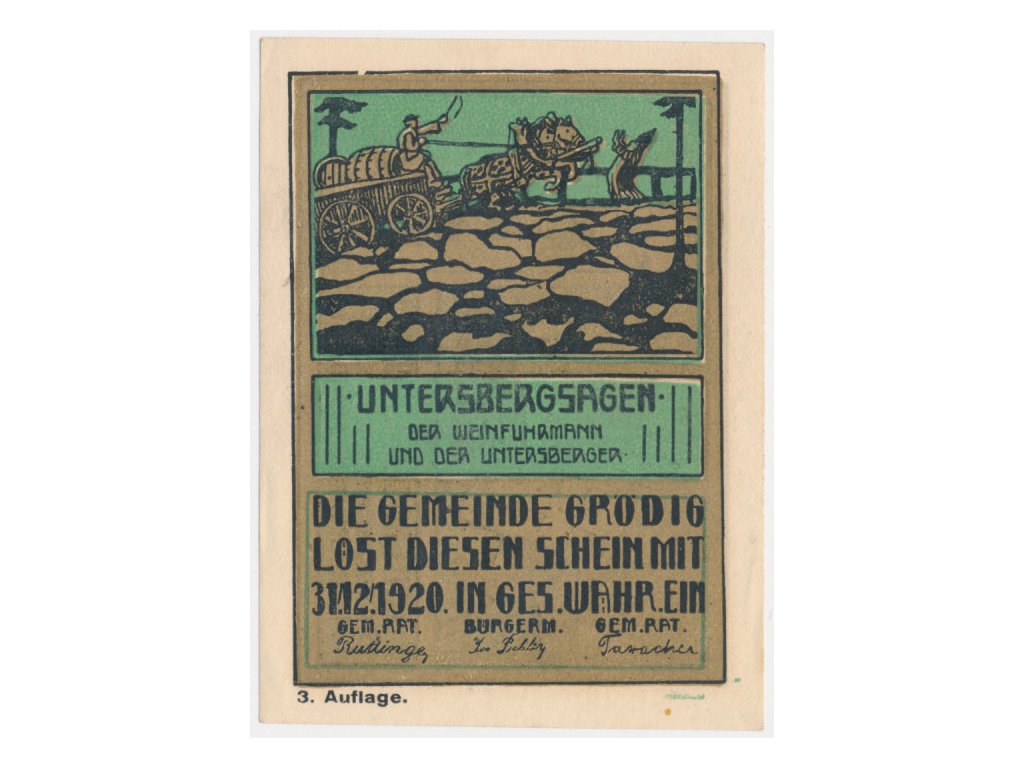 ·UNTERSBERGSAGEN·
DER WEINFUHRMANN
UND DER UNTERSBERGER·
DIE GEMEINDE GRÖDIG
LÖST DIESEN SCHEIN MIT
31.12.1920. IN GES. WÄHR. EIN
GEM. RAT. BÜRGERM. GEM. RAT.
3. Auflage.